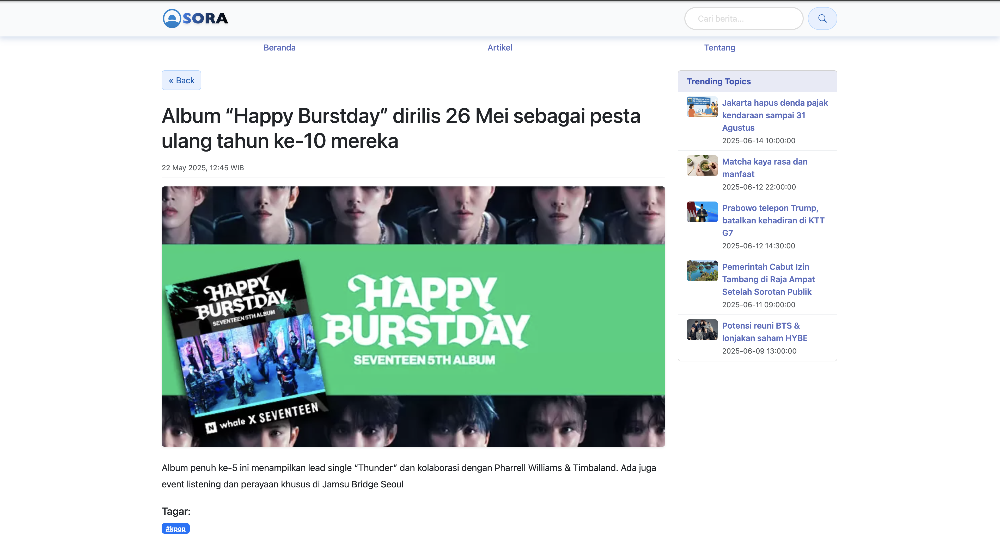 SORA
Cari berita...
Beranda
Artikel
Tentang
« Back
Album “Happy Burstday” dirilis 26 Mei sebagai pesta
ulang tahun ke-10 mereka
22 May 2025, 12:45 WIB
HAPPY
BURSTDAY
SEVENTEEN 5TH ALBUM
N whale X SEVENTEEN
HAPPY
BURSTDAY
SEVENTEEN 5TH ALBUM
Album penuh ke-5 ini menampilkan lead single “Thunder” dan kolaborasi dengan Pharrell Williams & Timbaland. Ada juga
event listening dan perayaan khusus di Jamsu Bridge Seoul
Tagar:
#kpop
Trending Topics
PENGHAPUSAN DENDA
PAJAK KENDARAAN
Jakarta hapus denda pajak
kendaraan sampai 31
Agustus
2025-06-14 10:00:00
Matcha kaya rasa dan
manfaat
2025-06-12 22:00:00
Prabowo telepon Trump,
batalkan kehadiran di KTT
G7
2025-06-12 14:30:00
Pemerintah Cabut Izin
Tambang di Raja Ampat
Setelah Sorotan Publik
2025-06-11 09:00:00
Potensi reuni BTS &
lonjakan saham HYBE
2025-06-09 13:00:00